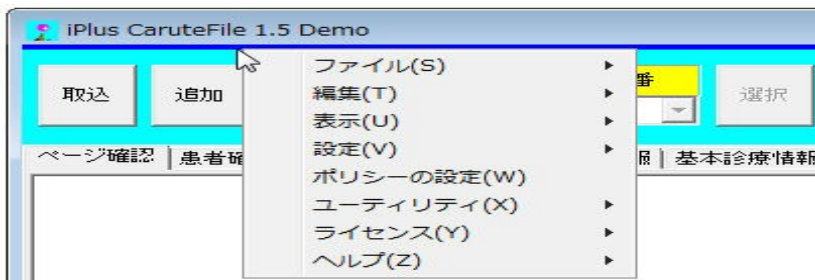 iPlus CaruteFile 1.5 Demo
取込
追加
番
選択
ファイル(S)
編集(T)
表示(U)
設定(V)
ポリシーの設定(W)
ユーティリティ(X)
ライセンス(Y)
ヘルプ(Z)
ページ確認
患者確
報
基本診療情報